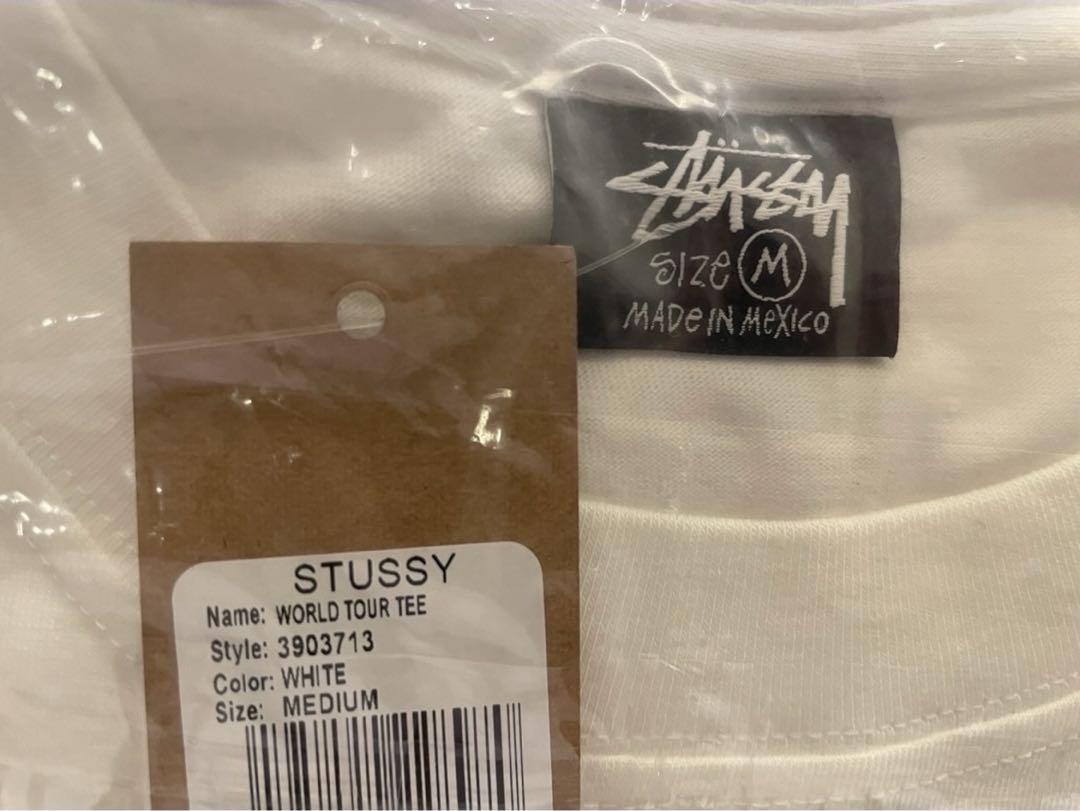 STÜSSY
SIZE M
MADE IN MEXICO
STUSSY
Name: WORLD TOUR TEE
Style: 3903713
Color: WHITE
Size: MEDIUM